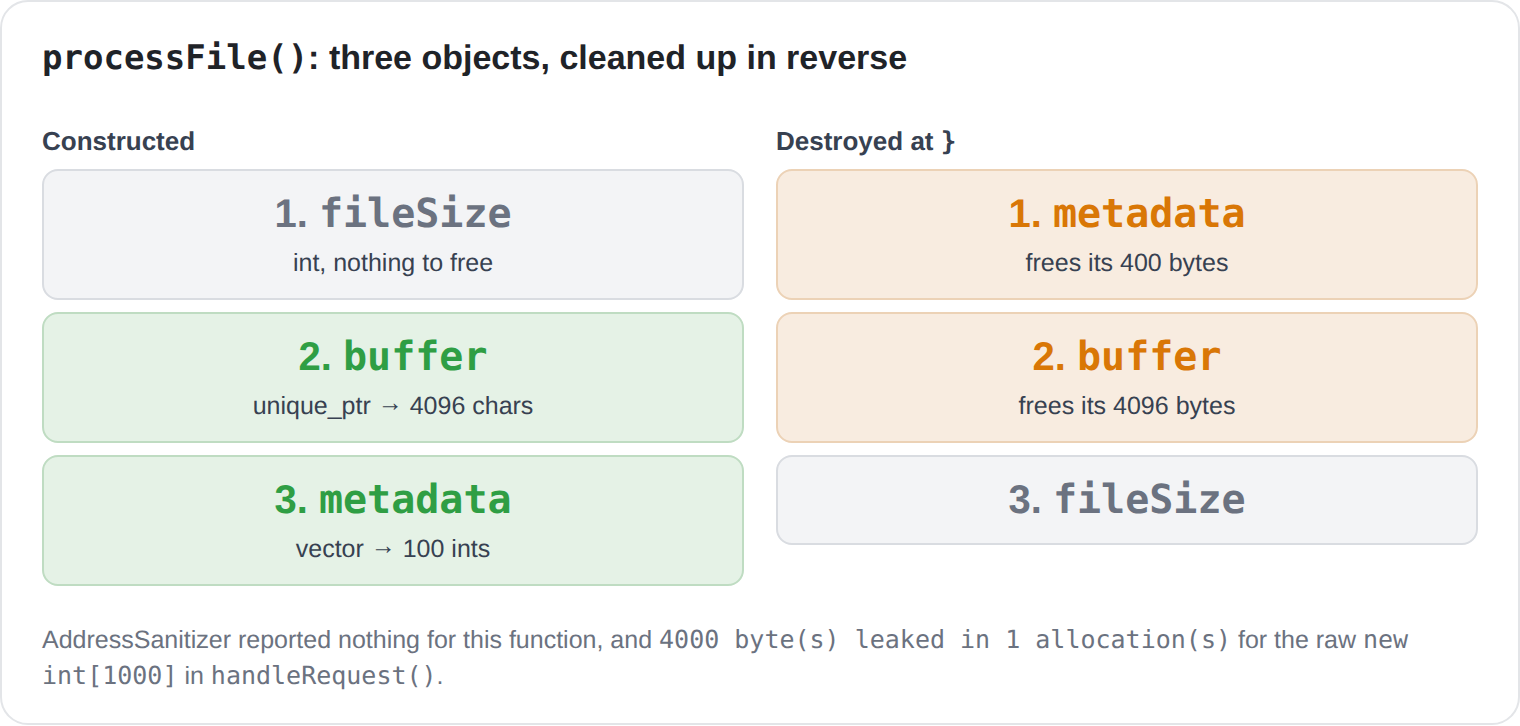 processFile(): three objects, cleaned up in reverse
Constructed
1. fileSize
int, nothing to free
2. buffer
unique_ptr → 4096 chars
3. metadata
vector → 100 ints
Destroyed at }
1. metadata
frees its 400 bytes
2. buffer
frees its 4096 bytes
3. fileSize
AddressSanitizer reported nothing for this function, and 4000 byte(s) leaked in 1 allocation(s) for the raw new
int[1000] in handleRequest().